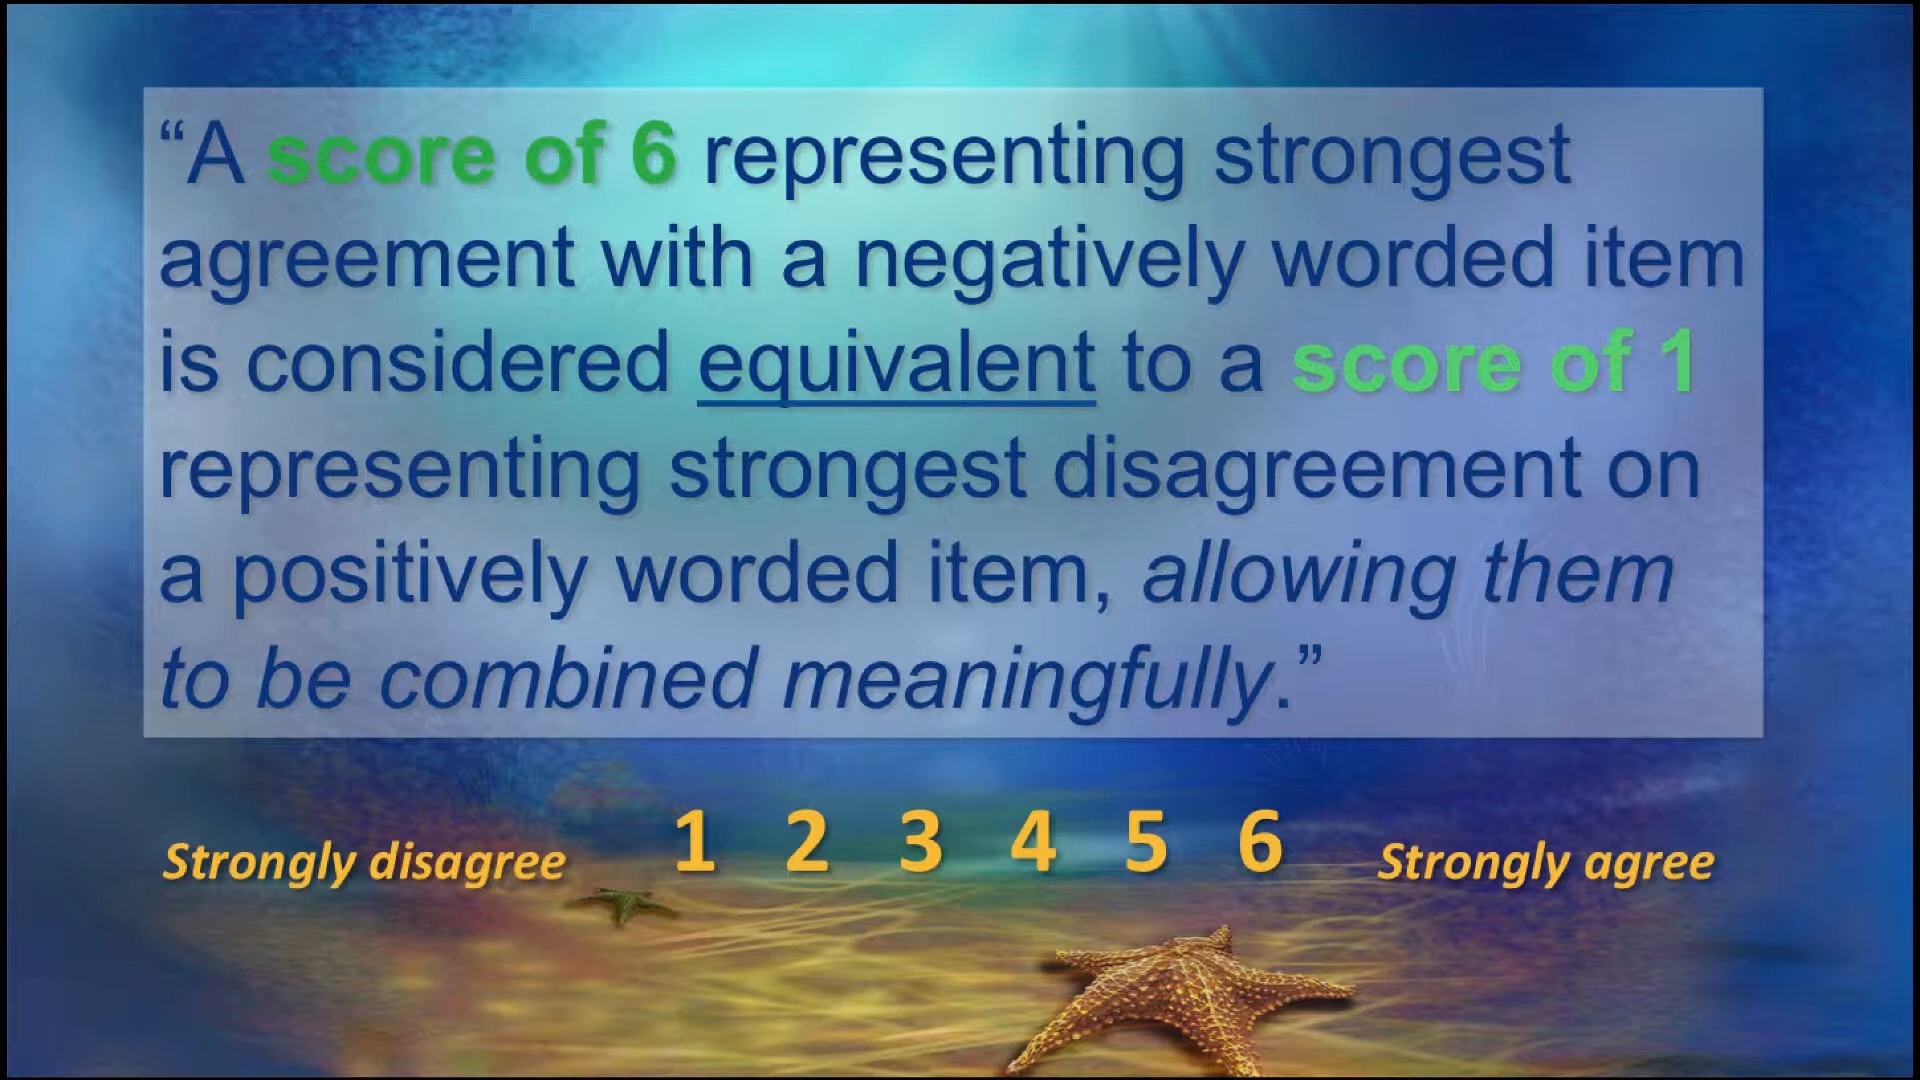 “A score of 6 representing strongest
agreement with a negatively worded item
is considered equivalent to a score of 1
representing strongest disagreement on
a positively worded item, allowing them
to be combined meaningfully.”
Strongly disagree 1 2 3 4 5 6 Strongly agree